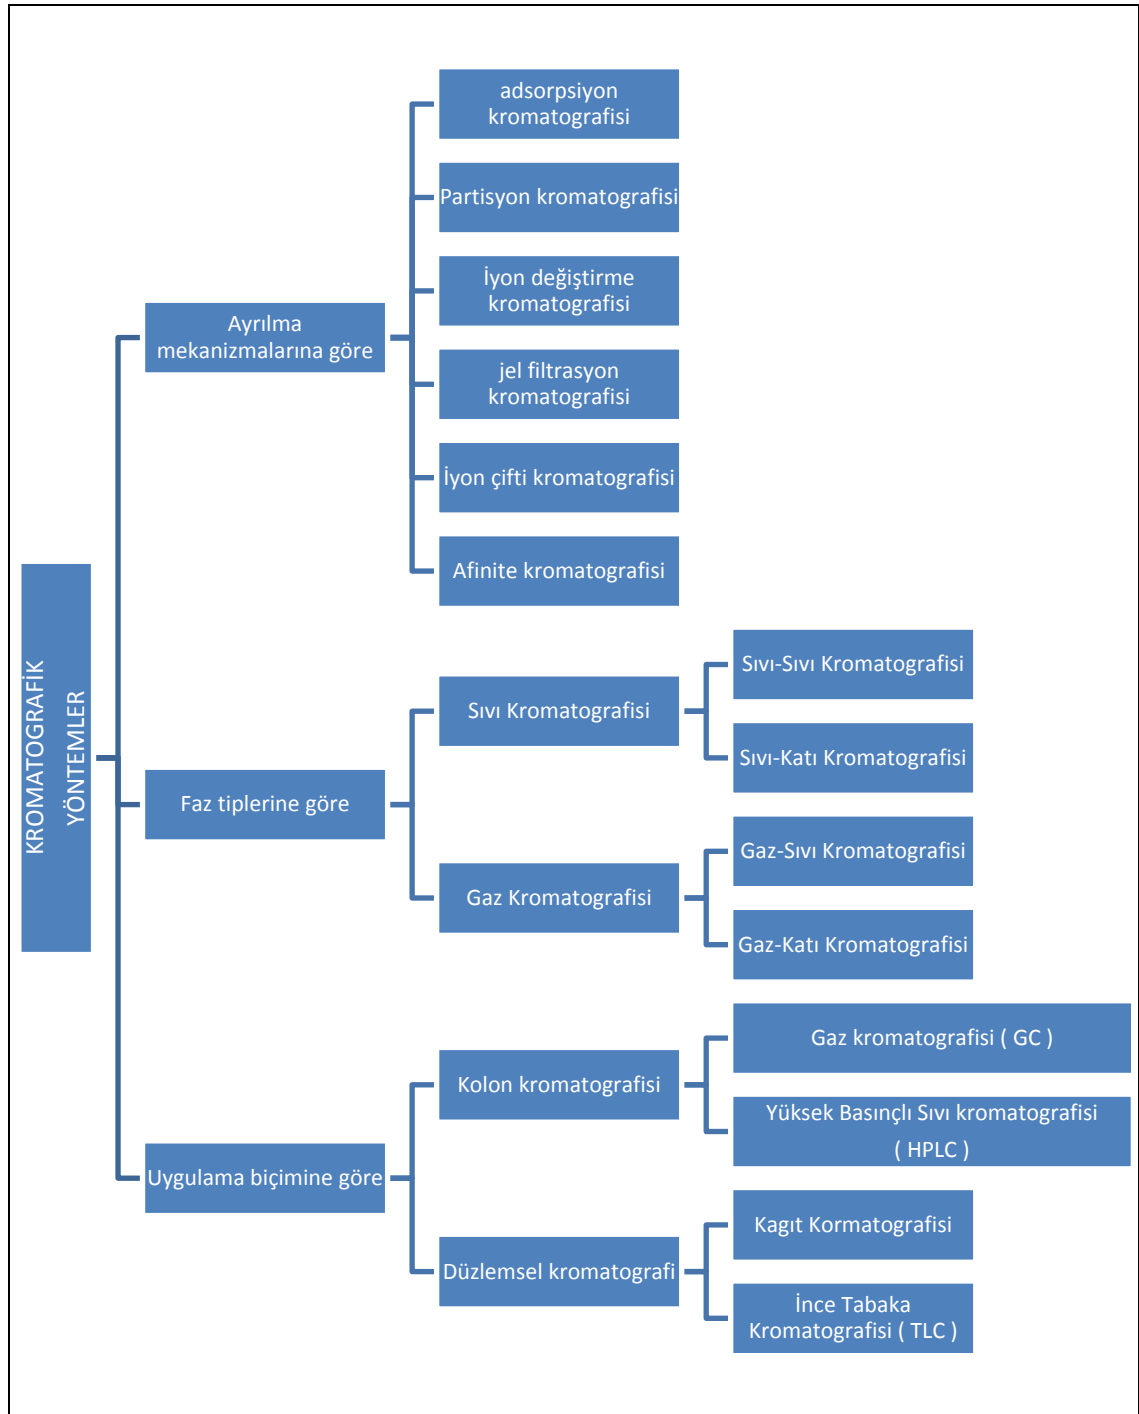 KROMATOGRAFİK
YÖNTEMLER
Ayrılma
mekanizmalarına göre
adsorpsiyon
kromatografisi
Partisyon kromatografisi
İyon değiştirme
kromatografisi
jel filtrasyon
kromatografisi
İyon çifti kromatografisi
Afinite kromatografisi
Faz tiplerine göre
Sıvı Kromatografisi
Sıvı-Sıvı Kromatografisi
Sıvı-Katı Kromatografisi
Gaz Kromatografisi
Gaz-Sıvı Kromatografisi
Gaz-Katı Kromatografisi
Uygulama biçimine göre
Kolon kromatografisi
Gaz kromatografisi ( GC )
Yüksek Basınçlı Sıvı kromatografisi
( HPLC )
Düzlemsel kromatografi
Kagıt Kormatografisi
İnce Tabaka
Kromatografisi ( TLC )